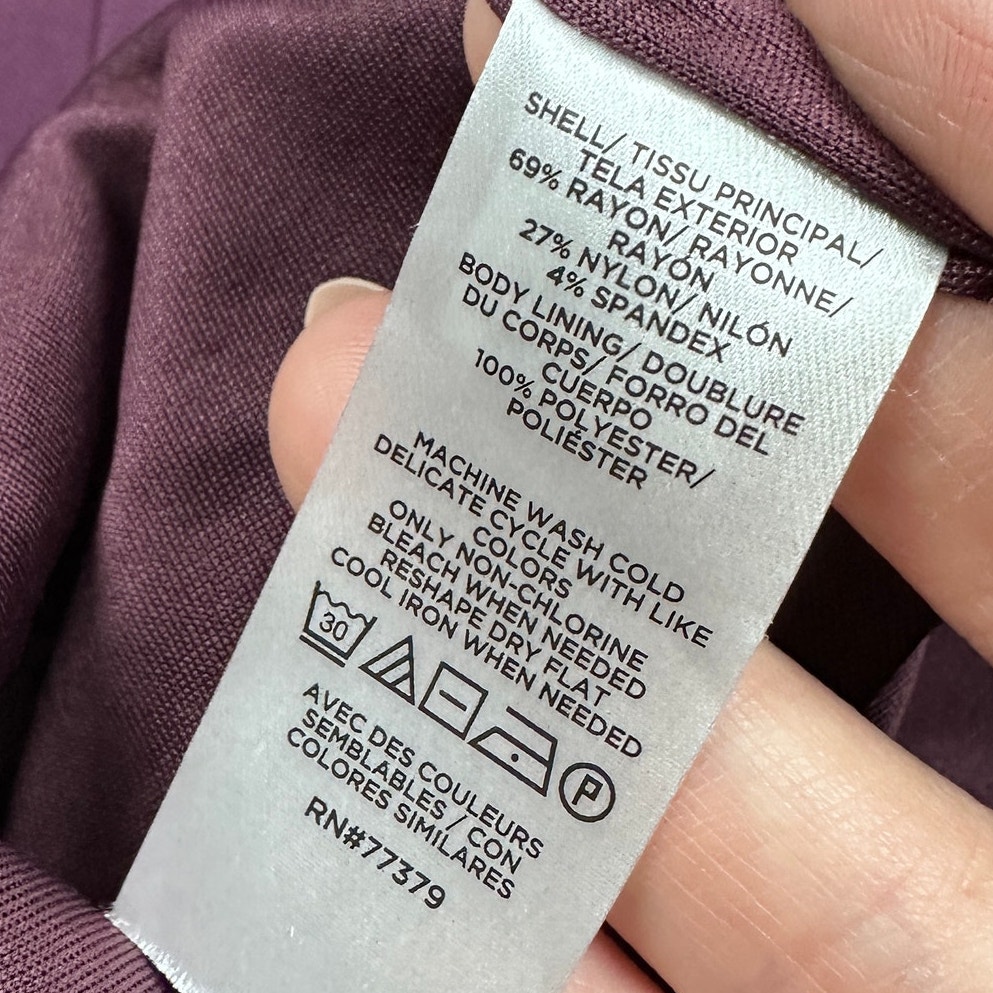 SHELL/ TISSU PRINCIPAL/
TELA EXTERIOR
69% RAYON/ RAYONNE/
RAYÓN
27% NYLON/ NILÓN
4% SPANDEX
BODY LINING/ DOUBLURE
DU CORPS/ FORRO DEL
CUERPO
100% POLYESTER/
POLIÉSTER
MACHINE WASH COLD
DELICATE CYCLE WITH LIKE
COLORS
ONLY NON-CHLORINE
BLEACH WHEN NEEDED
RESHAPE DRY FLAT
COOL IRON WHEN NEEDED
30 P
AVEC DES COULEURS
SEMBLABLES / CON
COLORES SIMILARES
RN#77379